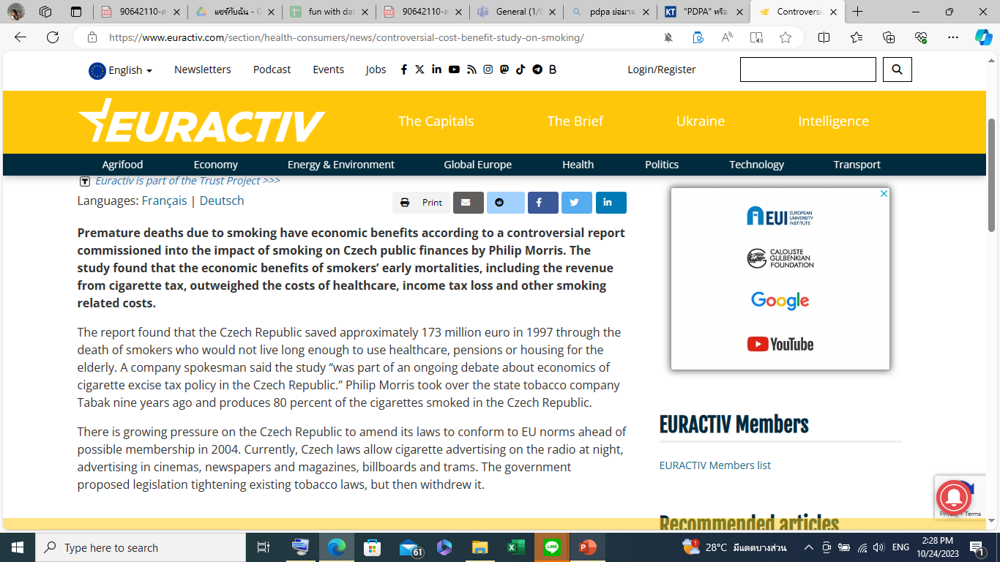 90642110-ส
แชร์กับฉัน - G
fun with dat
90642110-ส
General (1/6
pdpa ย่อมาจ
"PDPA" หรือ
Controversi
https://www.euractiv.com/section/health-consumers/news/controversial-cost-benefit-study-on-smoking/
English
Newsletters
Podcast
Events
Jobs
Login/Register
EURACTIV
The Capitals
The Brief
Ukraine
Intelligence
Agrifood
Economy
Energy & Environment
Global Europe
Health
Politics
Technology
Transport
Euractiv is part of the Trust Project >>>
Languages: Français | Deutsch
Print
Premature deaths due to smoking have economic benefits according to a controversial report
commissioned into the impact of smoking on Czech public finances by Philip Morris. The
study found that the economic benefits of smokers’ early mortalities, including the revenue
from cigarette tax, outweighed the costs of healthcare, income tax loss and other smoking
related costs.
The report found that the Czech Republic saved approximately 173 million euro in 1997 through the
death of smokers who would not live long enough to use healthcare, pensions or housing for the
elderly. A company spokesman said the study “was part of an ongoing debate about economics of
cigarette excise tax policy in the Czech Republic.” Philip Morris took over the state tobacco company
Tabak nine years ago and produces 80 percent of the cigarettes smoked in the Czech Republic.
There is growing pressure on the Czech Republic to amend its laws to conform to EU norms ahead of
possible membership in 2004. Currently, Czech laws allow cigarette advertising on the radio at night,
advertising in cinemas, newspapers and magazines, billboards and trams. The government
proposed legislation tightening existing tobacco laws, but then withdrew it.
EUI EUROPEAN
UNIVERSITY
INSTITUTE
CALOUSTE
GULBENKIAN
FOUNDATION
Google
YouTube
EURACTIV Members
EURACTIV Members list
Recommended articles
Privacy - Terms
Type here to search
61
LINE
1
28°C มีแดดบางส่วน
ENG
2:28 PM
10/24/2023
1